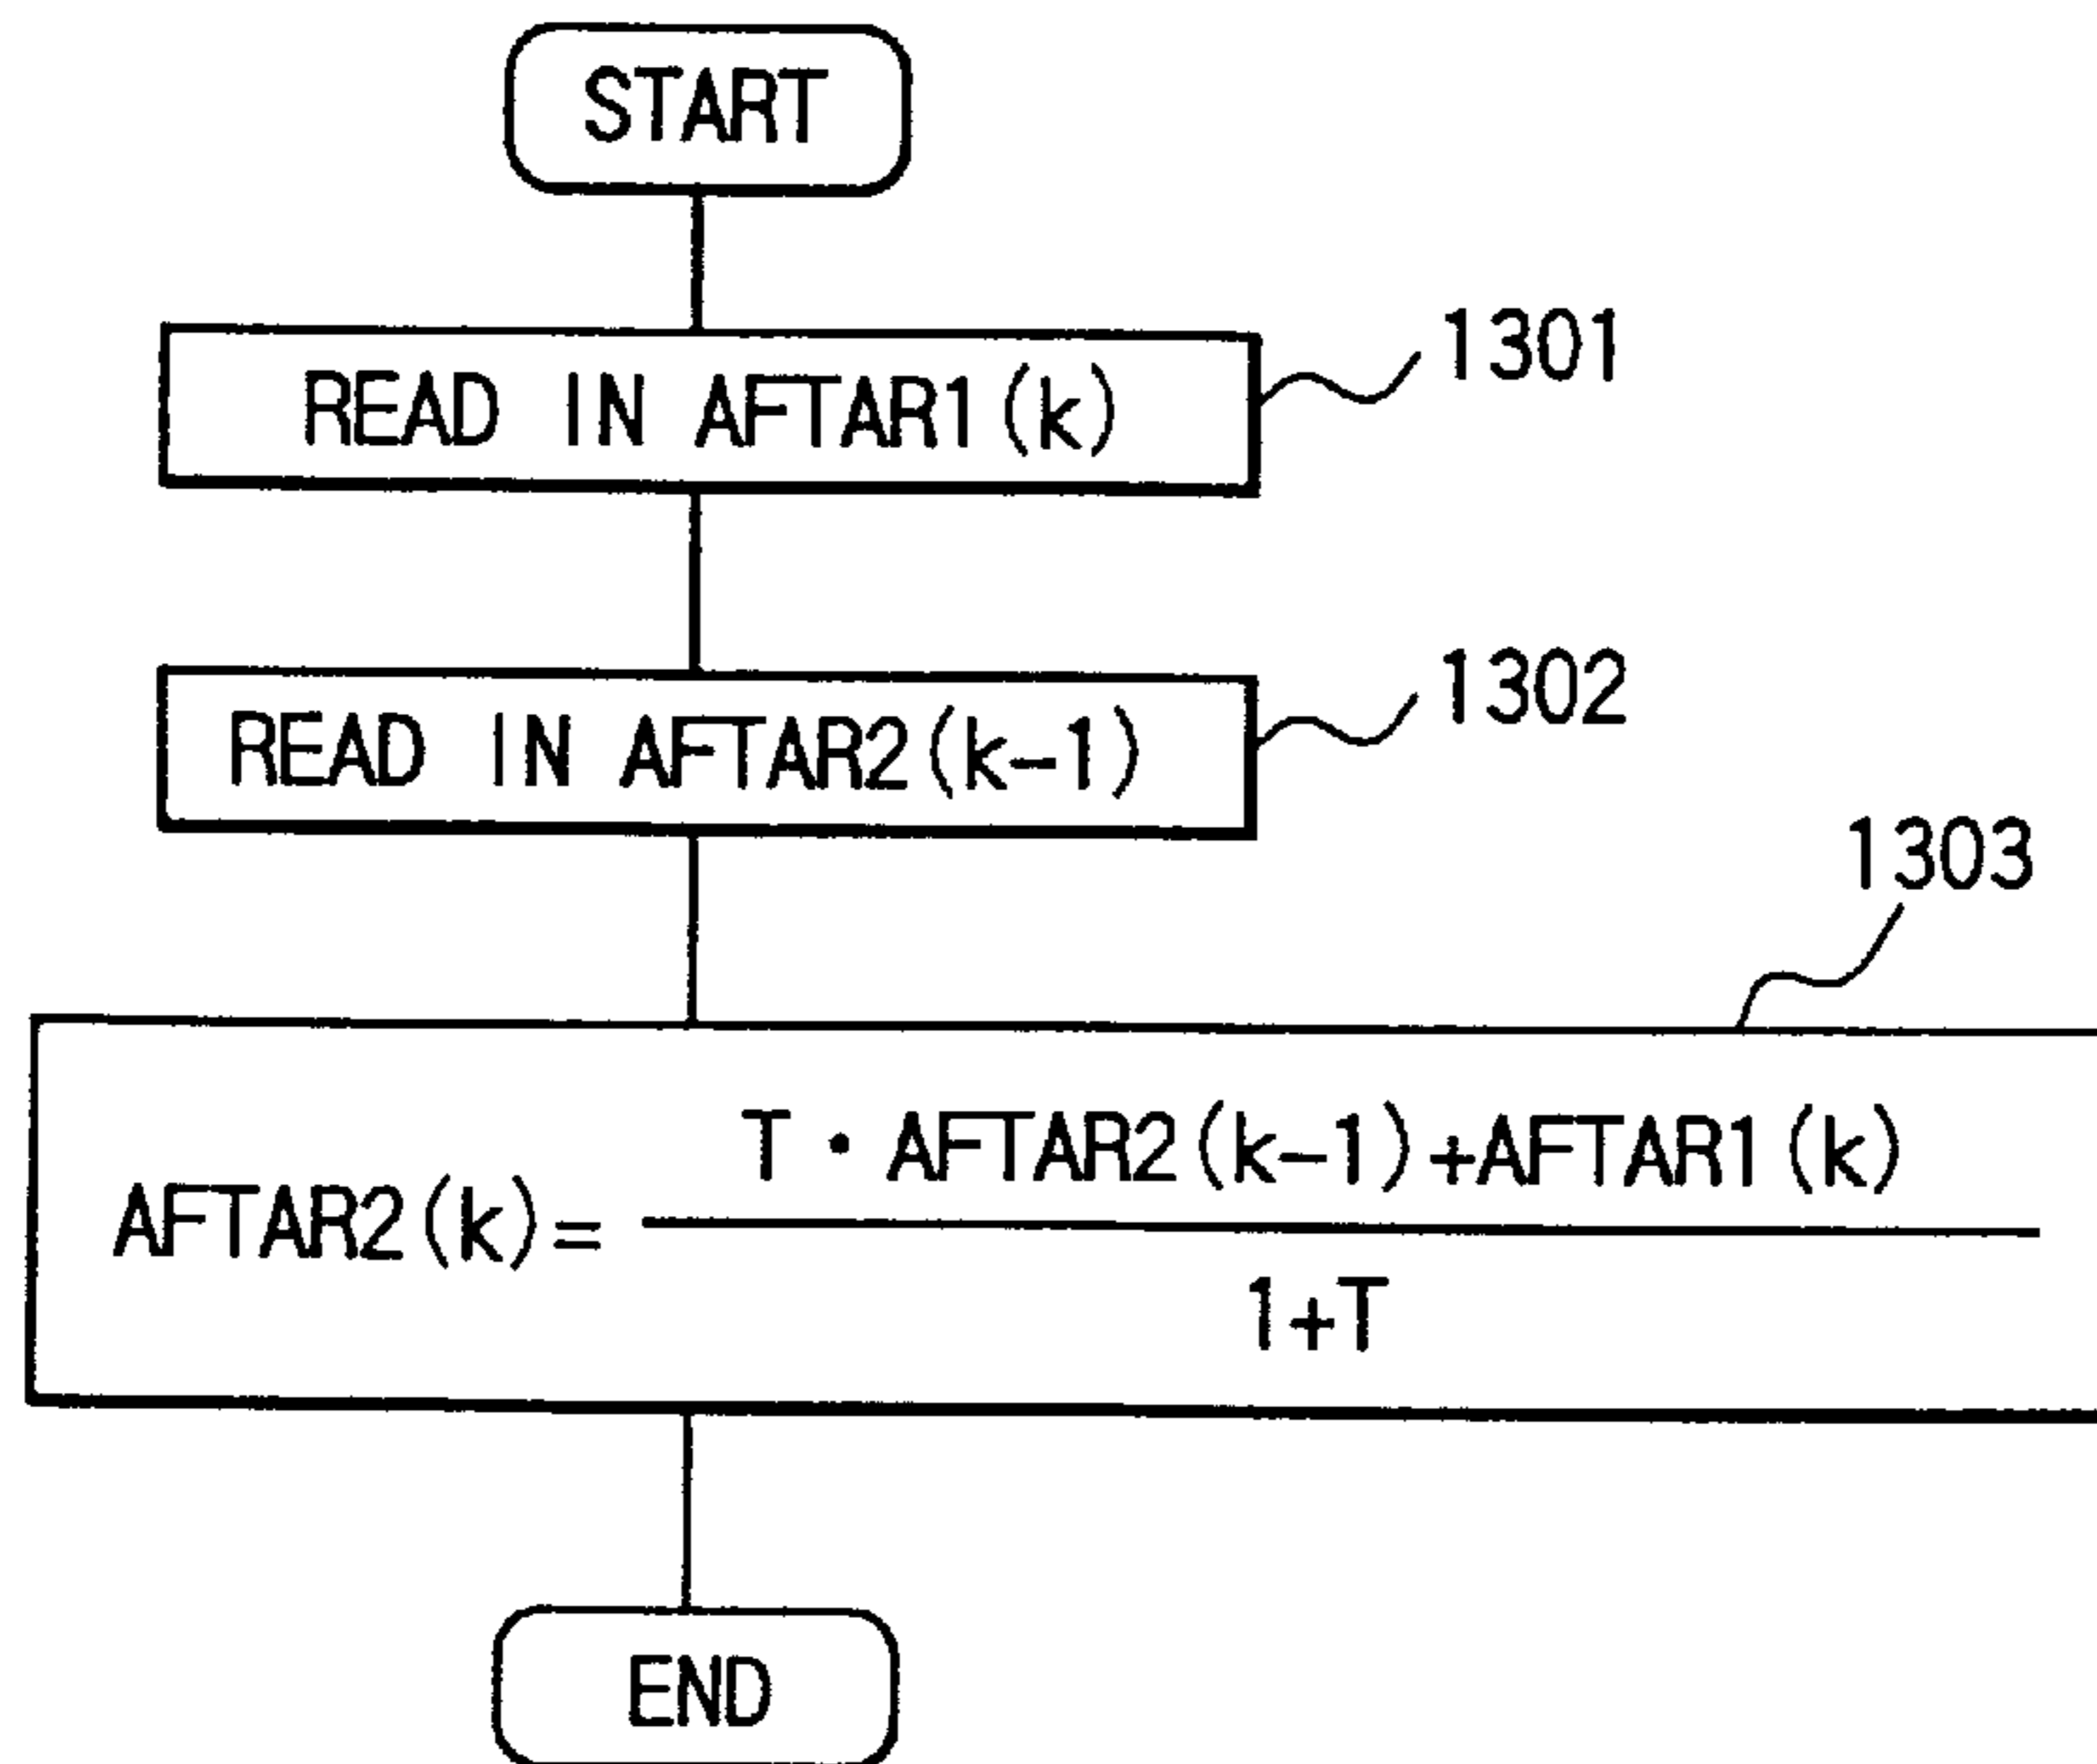 START
READ IN AFTAR1(k)
1301
READ IN AFTAR2(k-1)
1302
1303
T・AFTAR2(k-1)+AFTAR1(k)
AFTAR2(k)=
1+T
END